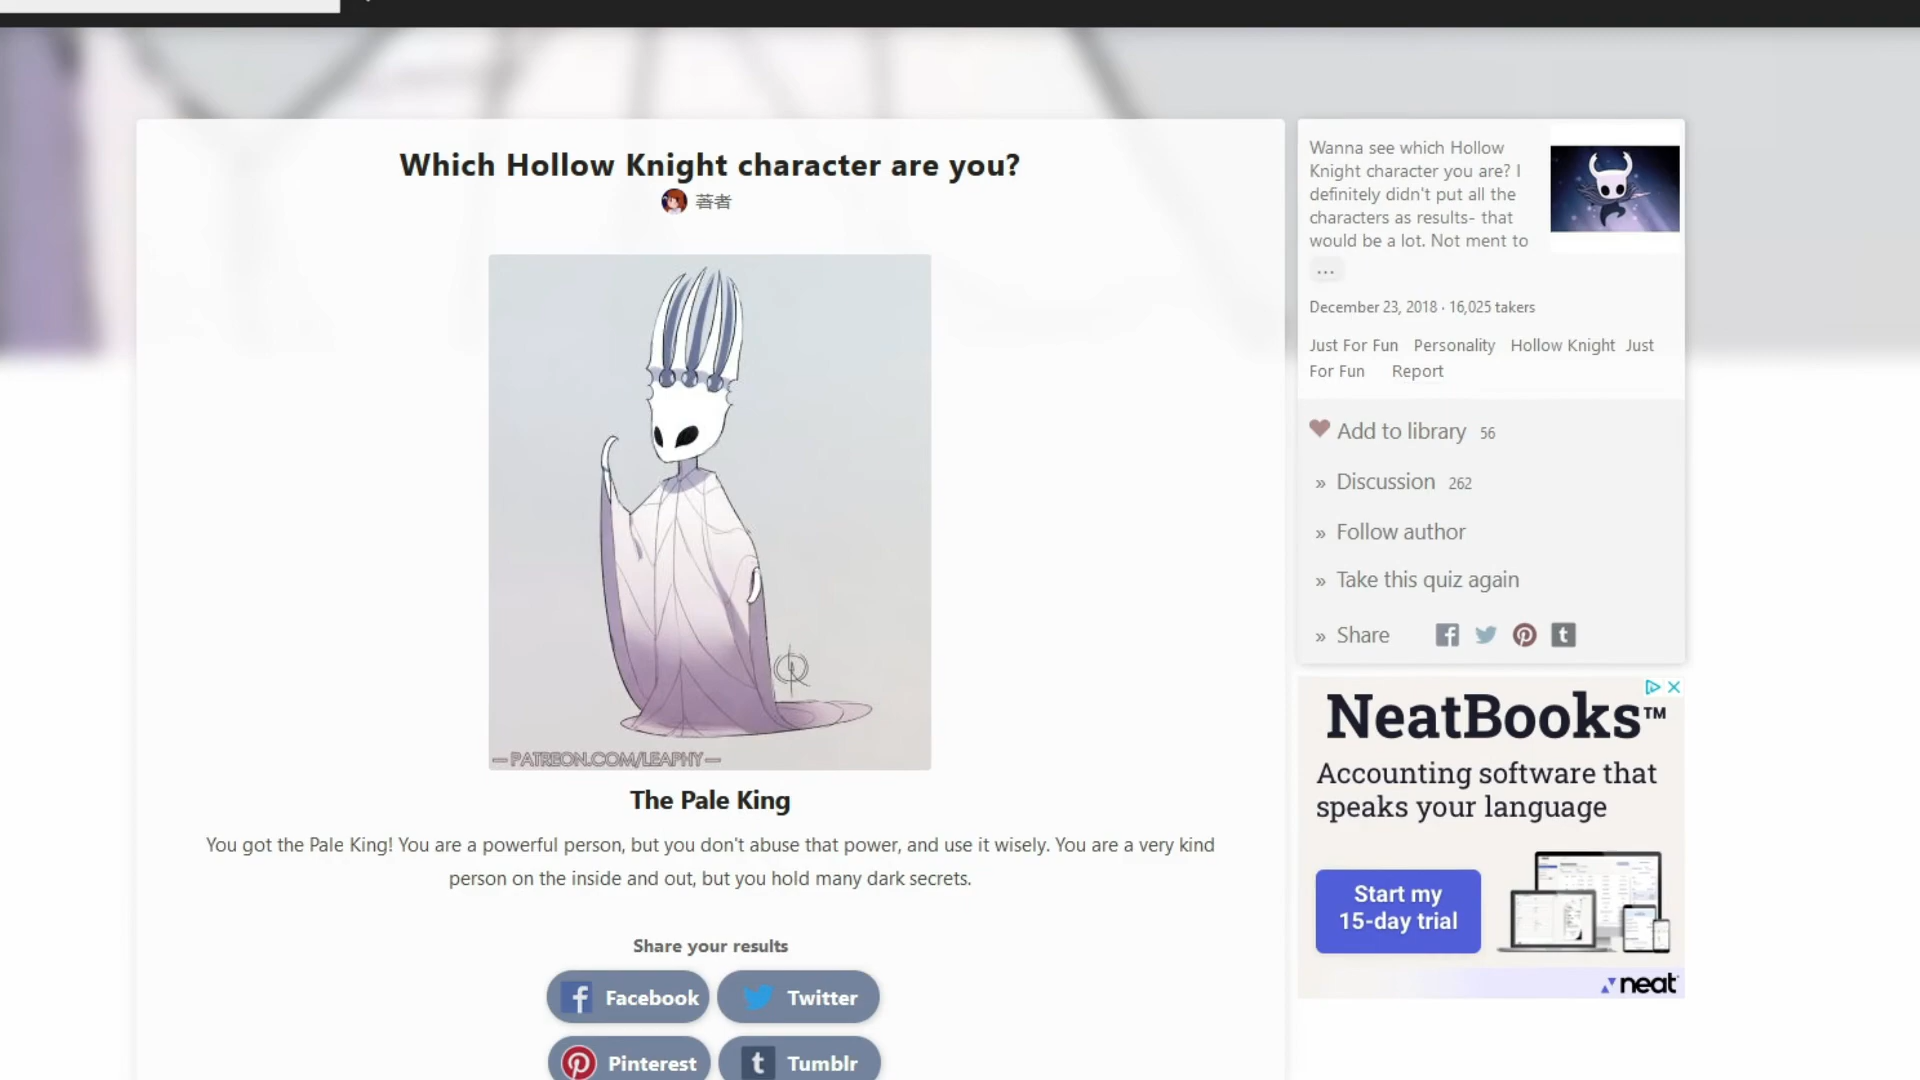 Which Hollow Knight character are you?
著者
— PATREON.COM/LEAPHY —
The Pale King
You got the Pale King! You are a powerful person, but you don't abuse that power, and use it wisely. You are a very kind
person on the inside and out, but you hold many dark secrets.
Share your results
Facebook
Twitter
Pinterest
Tumblr
Wanna see which Hollow
Knight character you are? I
definitely didn't put all the
characters as results- that
would be a lot. Not ment to
...
December 23, 2018 · 16,025 takers
Just For Fun Personality Hollow Knight Just
For Fun Report
Add to library 56
» Discussion 262
» Follow author
» Take this quiz again
» Share
NeatBooks™
Accounting software that
speaks your language
Start my
15-day trial
neat